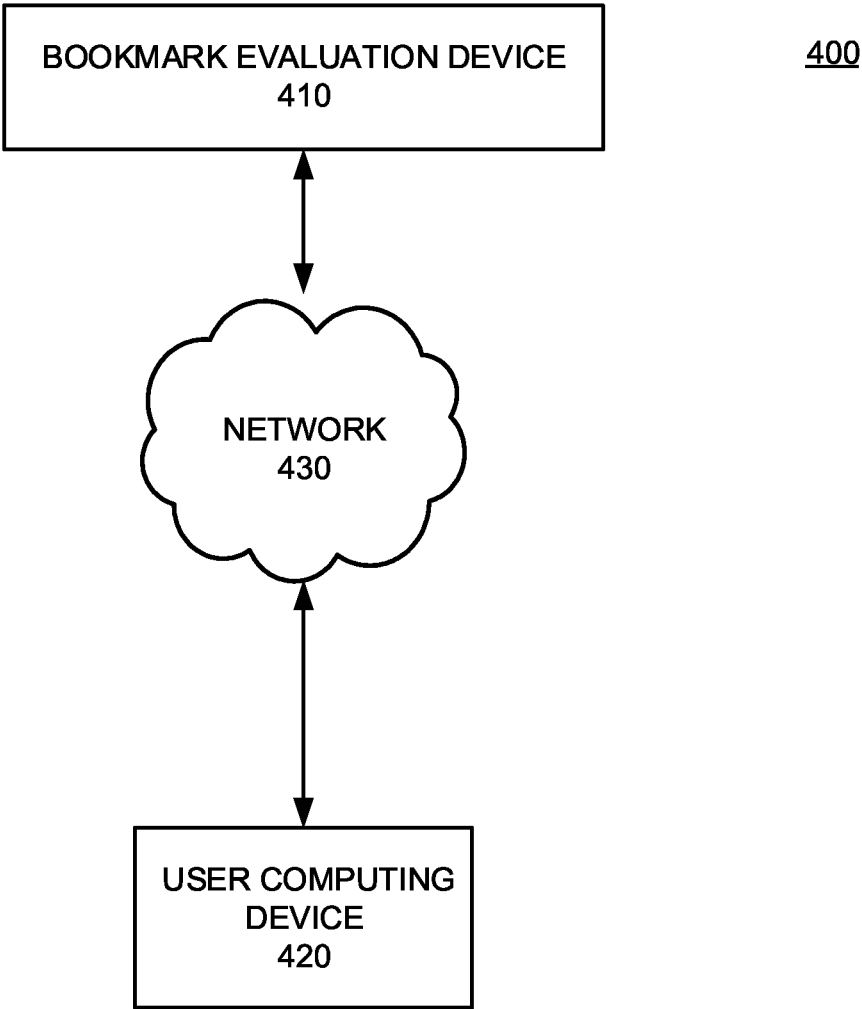 BOOKMARK EVALUATION DEVICE
410
400
NETWORK
430
USER COMPUTING
DEVICE
420